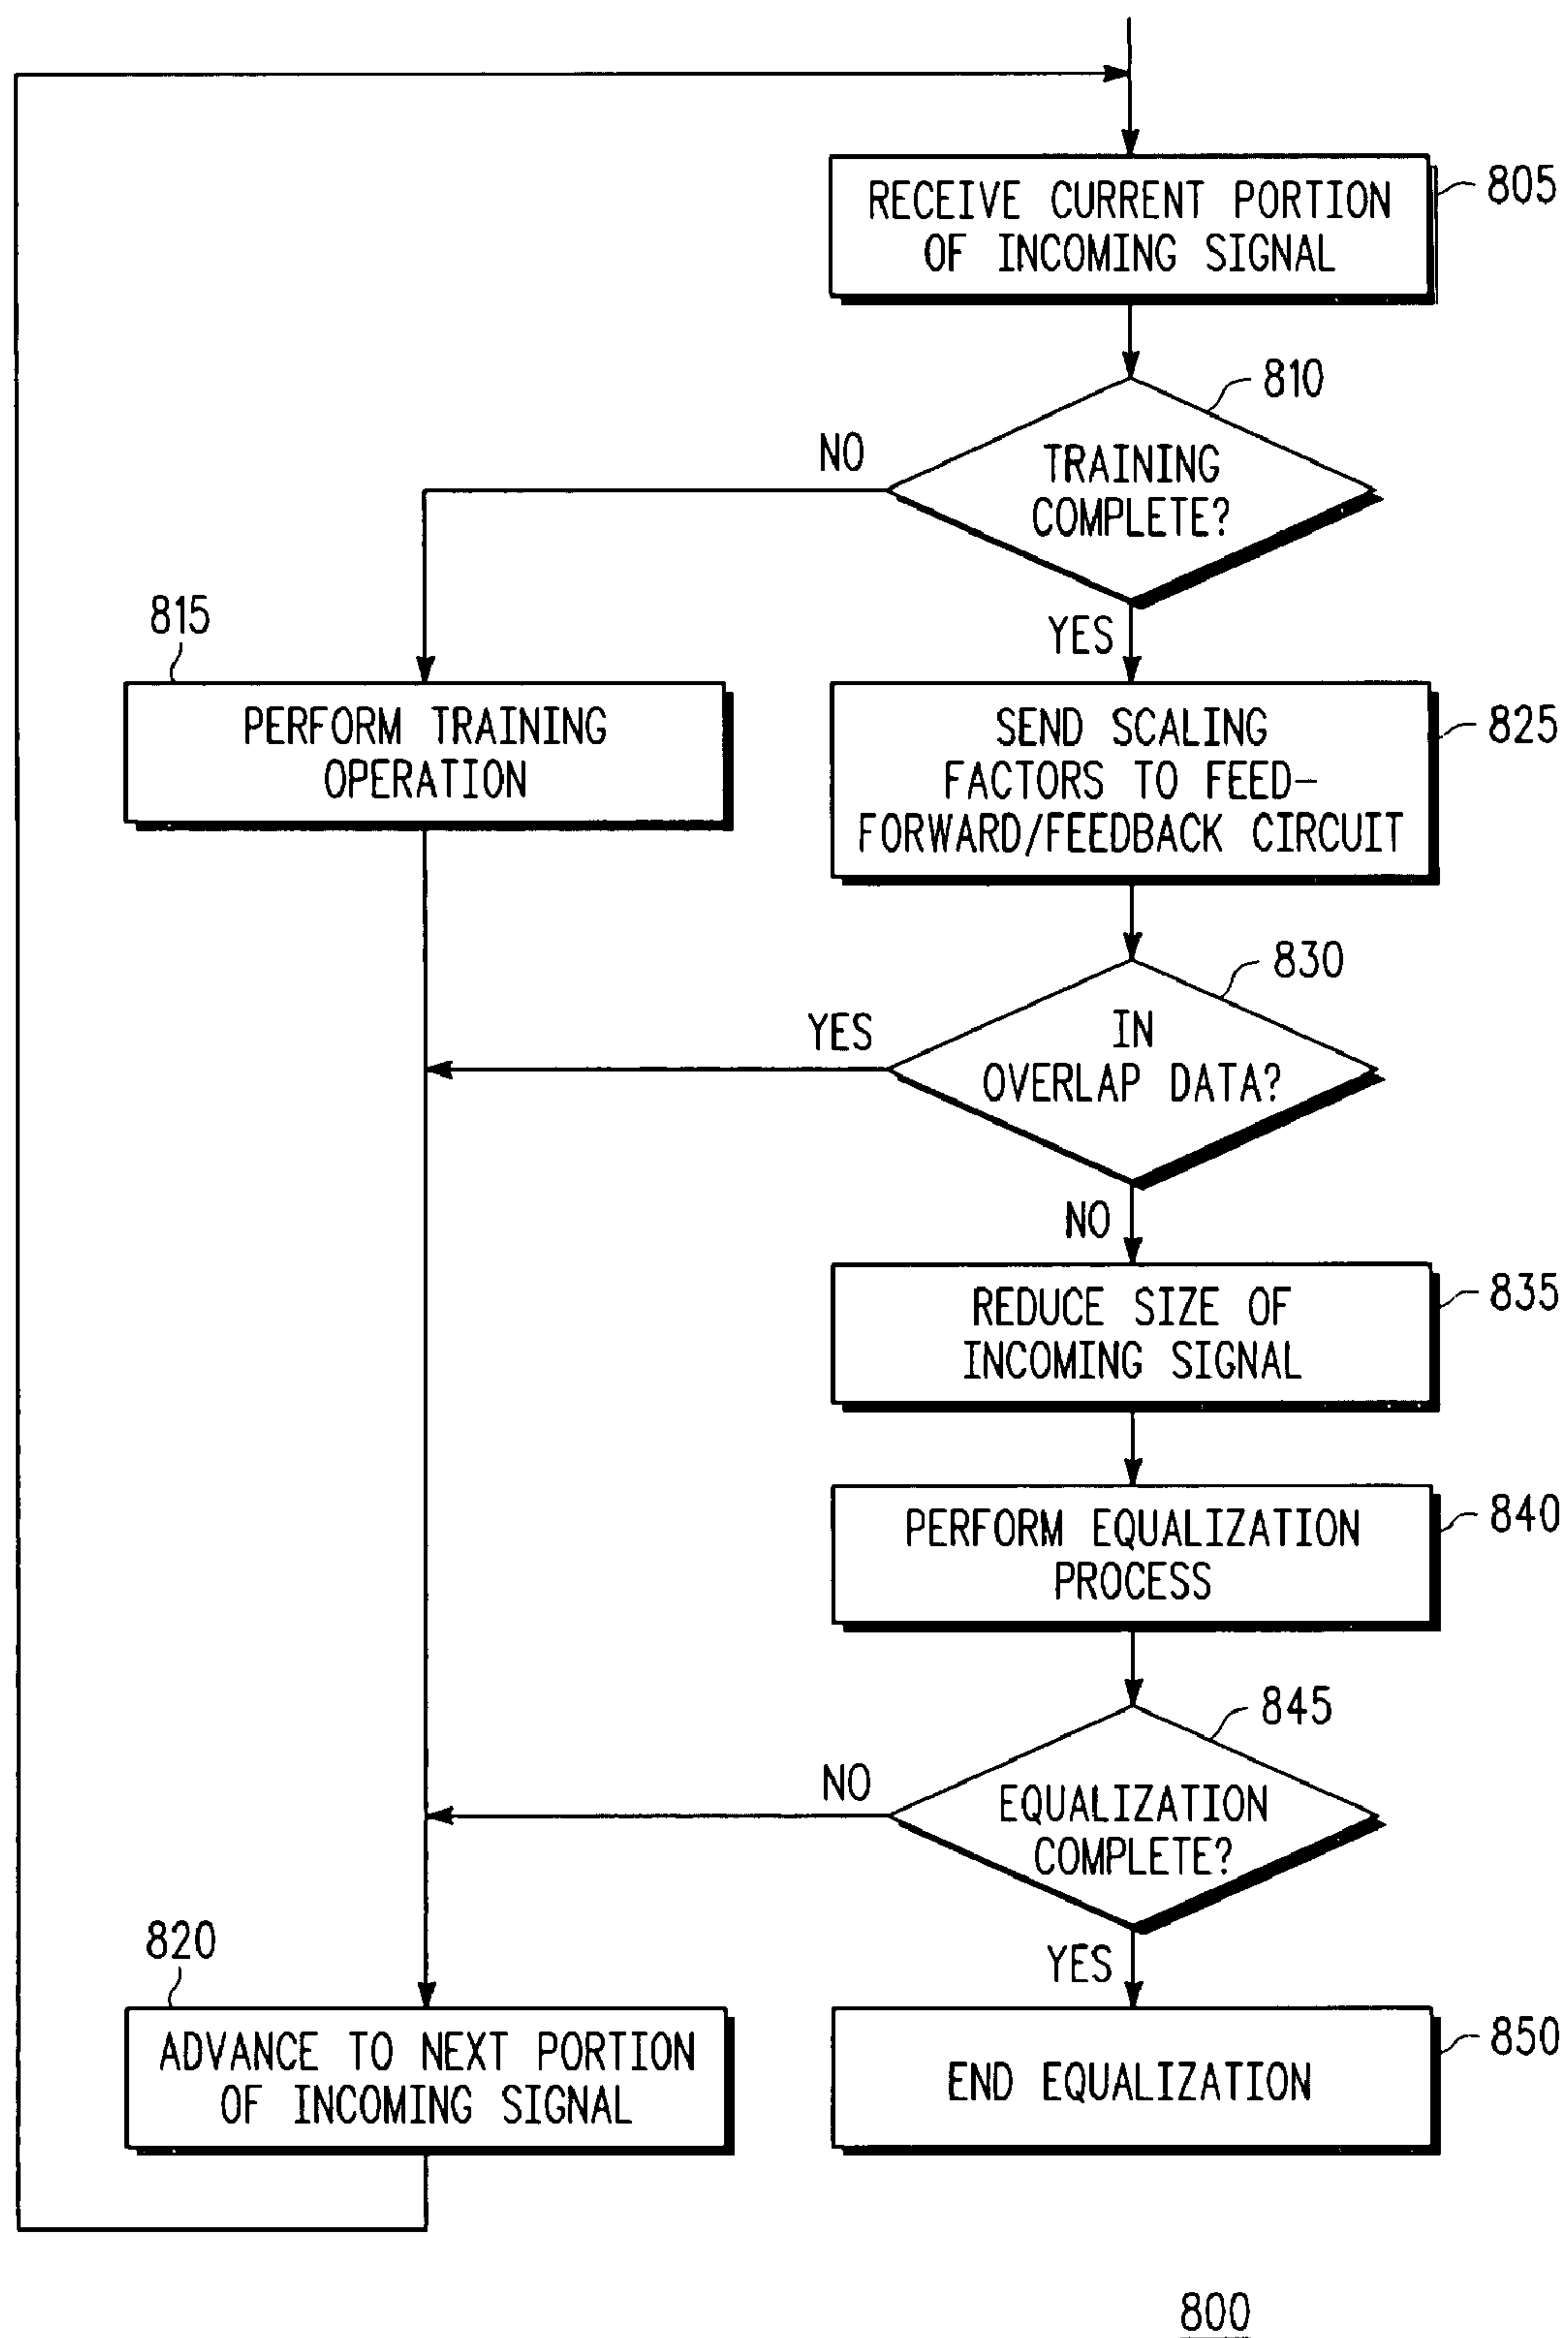 RECEIVE CURRENT PORTION
OF INCOMING SIGNAL
805
810
TRAINING
COMPLETE?
NO
YES
815
PERFORM TRAINING
OPERATION
SEND SCALING
FACTORS TO FEED-
FORWARD/FEEDBACK CIRCUIT
825
830
IN
OVERLAP DATA?
YES
NO
REDUCE SIZE OF
INCOMING SIGNAL
835
PERFORM EQUALIZATION
PROCESS
840
845
EQUALIZATION
COMPLETE?
NO
YES
820
ADVANCE TO NEXT PORTION
OF INCOMING SIGNAL
END EQUALIZATION
850
800